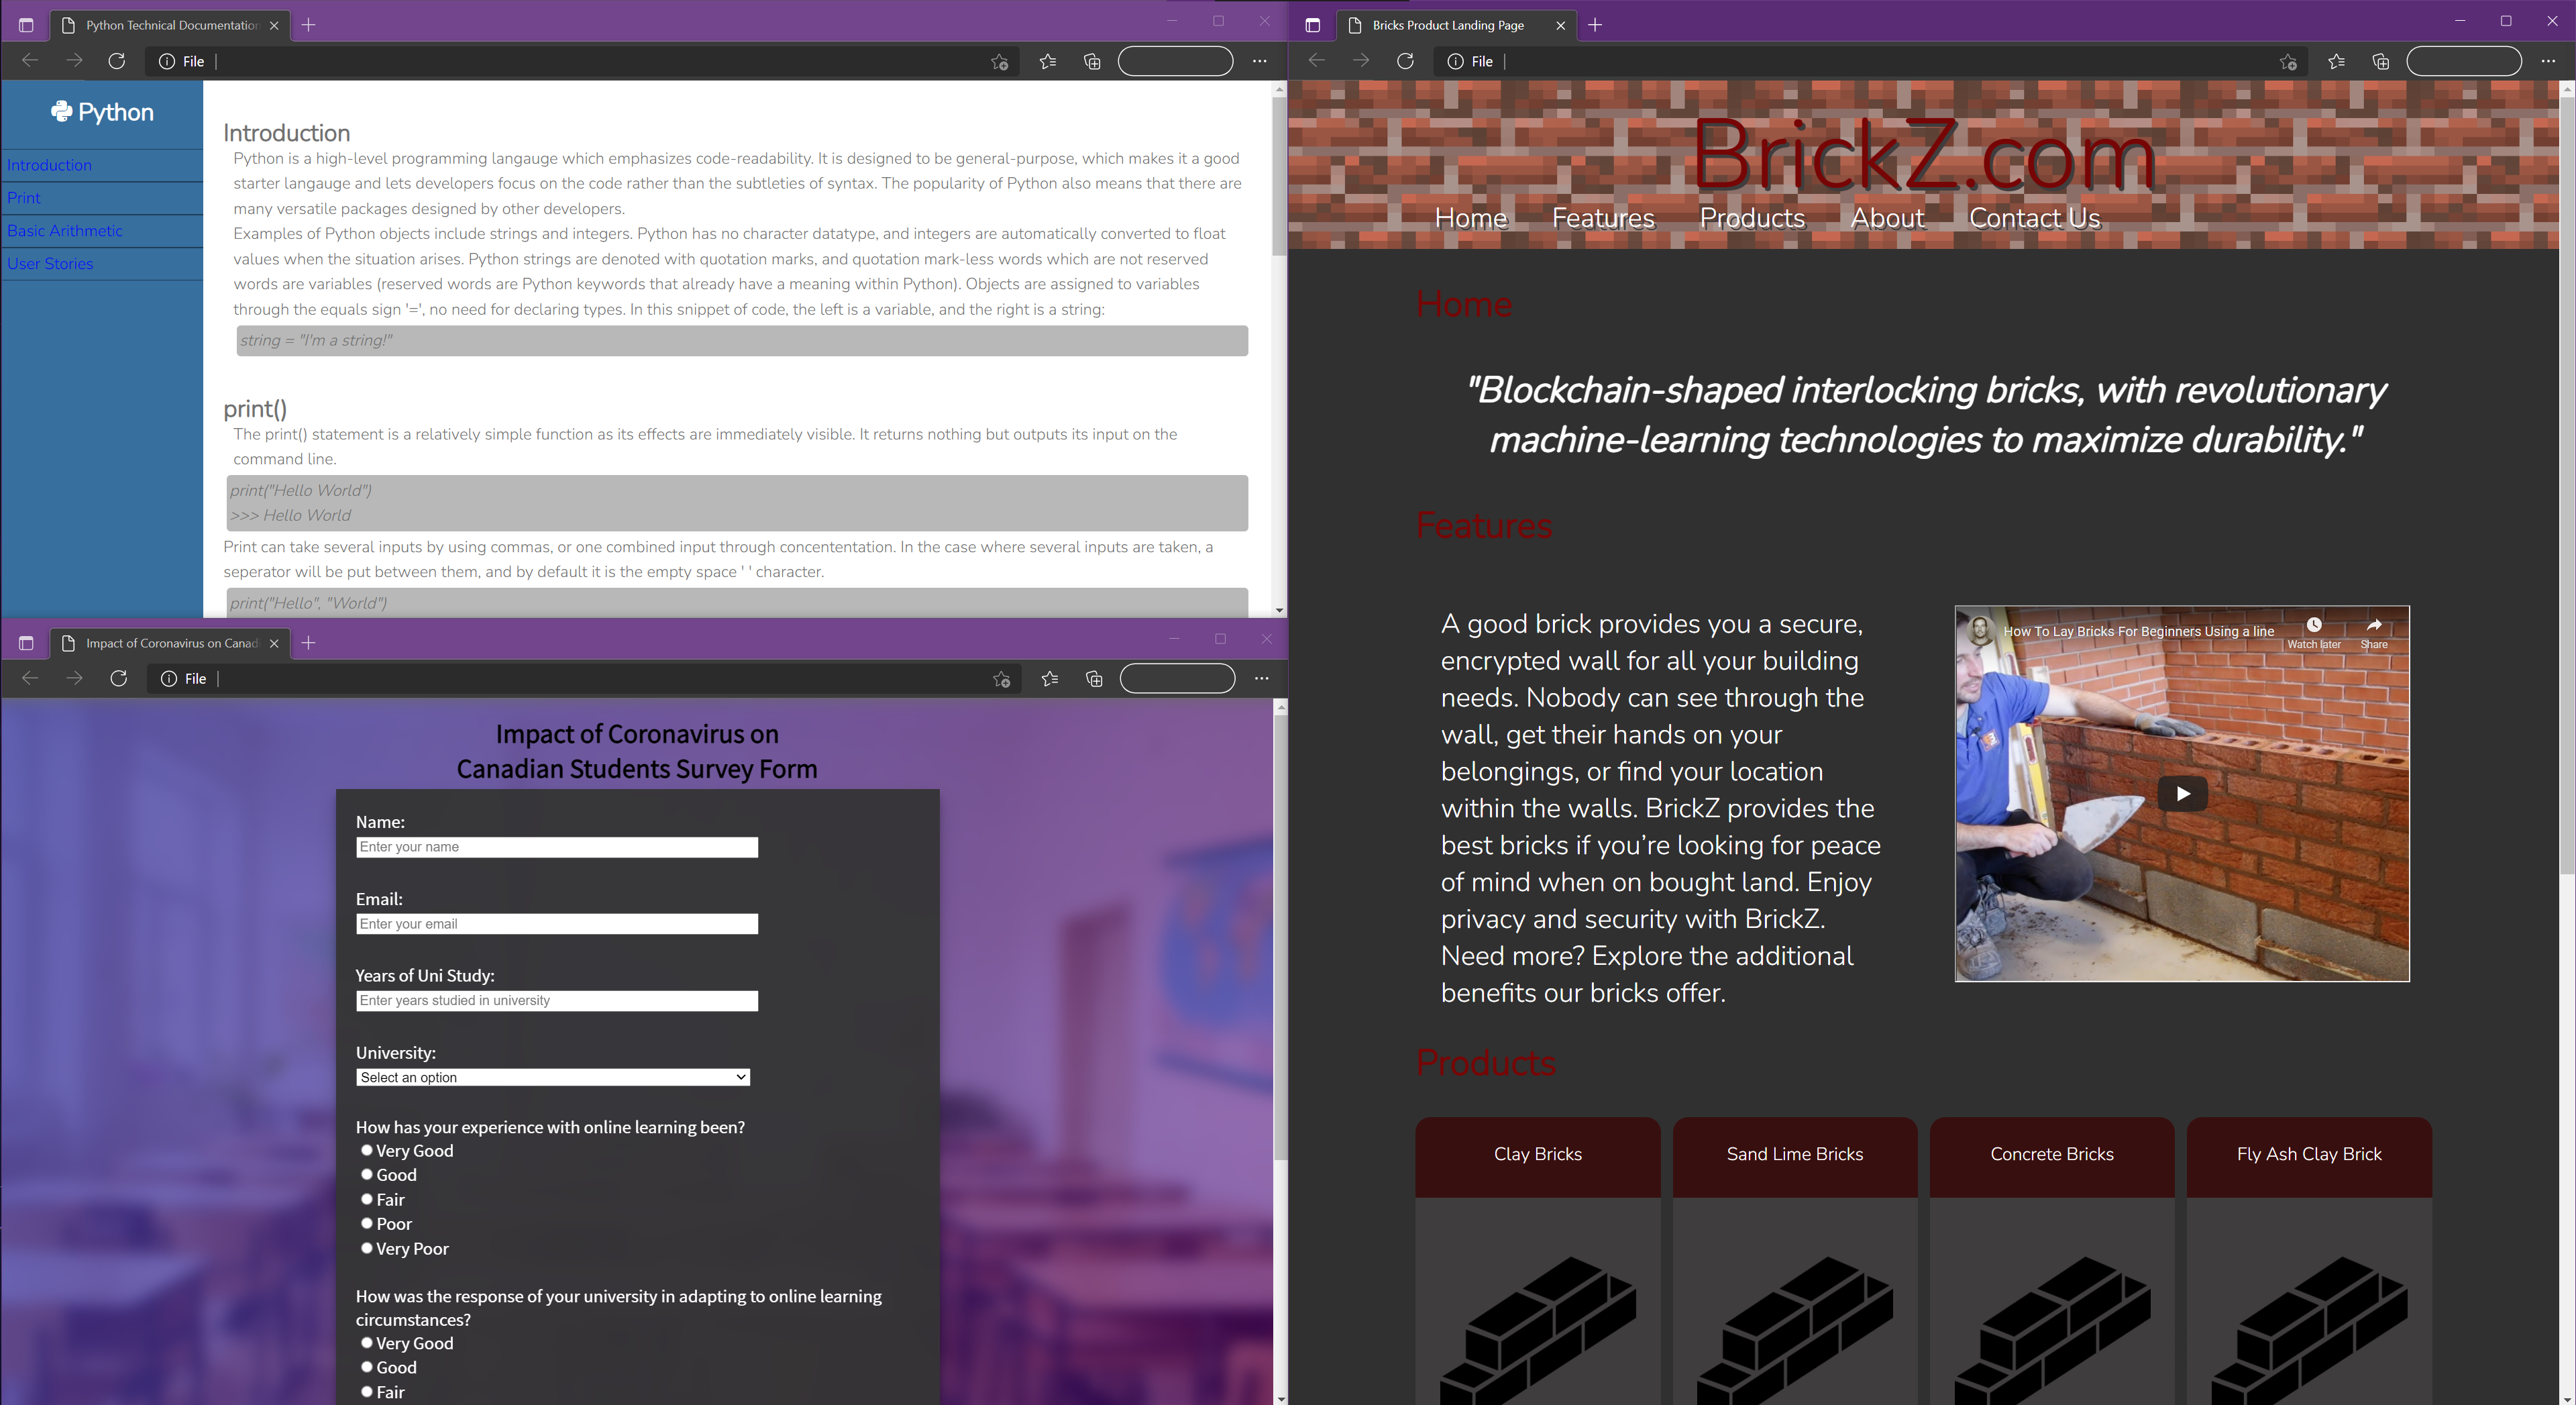 Python Technical Documentation
File
Python
Introduction
Print
Basic Arithmetic
User Stories
Introduction
Python is a high-level programming langauge which emphasizes code-readability. It is designed to be general-purpose, which makes it a good
starter langauge and lets developers focus on the code rather than the subtleties of syntax. The popularity of Python also means that there are
many versatile packages designed by other developers.
Examples of Python objects include strings and integers. Python has no character datatype, and integers are automatically converted to float
values when the situation arises. Python strings are denoted with quotation marks, and quotation mark-less words which are not reserved
words are variables (reserved words are Python keywords that already have a meaning within Python). Objects are assigned to variables
through the equals sign '=', no need for declaring types. In this snippet of code, the left is a variable, and the right is a string:
string = "I'm a string!"
print()
The print() statement is a relatively simple function as its effects are immediately visible. It returns nothing but outputs its input on the
command line.
print("Hello World")
>>> Hello World
Print can take several inputs by using commas, or one combined input through concententation. In the case where several inputs are taken, a
seperator will be put between them, and by default it is the empty space ' ' character.
print("Hello", "World")
Impact of Coronavirus on Canad
File
Impact of Coronavirus on
Canadian Students Survey Form
Name:
Enter your name
Email:
Enter your email
Years of Uni Study:
Enter years studied in university
University:
Select an option
How has your experience with online learning been?
Very Good
Good
Fair
Poor
Very Poor
How was the response of your university in adapting to online learning
circumstances?
Very Good
Good
Fair
Bricks Product Landing Page
File
BrickZ.com
Home Features Products About Contact Us
Home
"Blockchain-shaped interlocking bricks, with revolutionary
machine-learning technologies to maximize durability."
Features
A good brick provides you a secure,
encrypted wall for all your building
needs. Nobody can see through the
wall, get their hands on your
belongings, or find your location
within the walls. BrickZ provides the
best bricks if you’re looking for peace
of mind when on bought land. Enjoy
privacy and security with BrickZ.
Need more? Explore the additional
benefits our bricks offer.
How To Lay Bricks For Beginners Using a line
Watch later Share
Products
Clay Bricks
Sand Lime Bricks
Concrete Bricks
Fly Ash Clay Brick